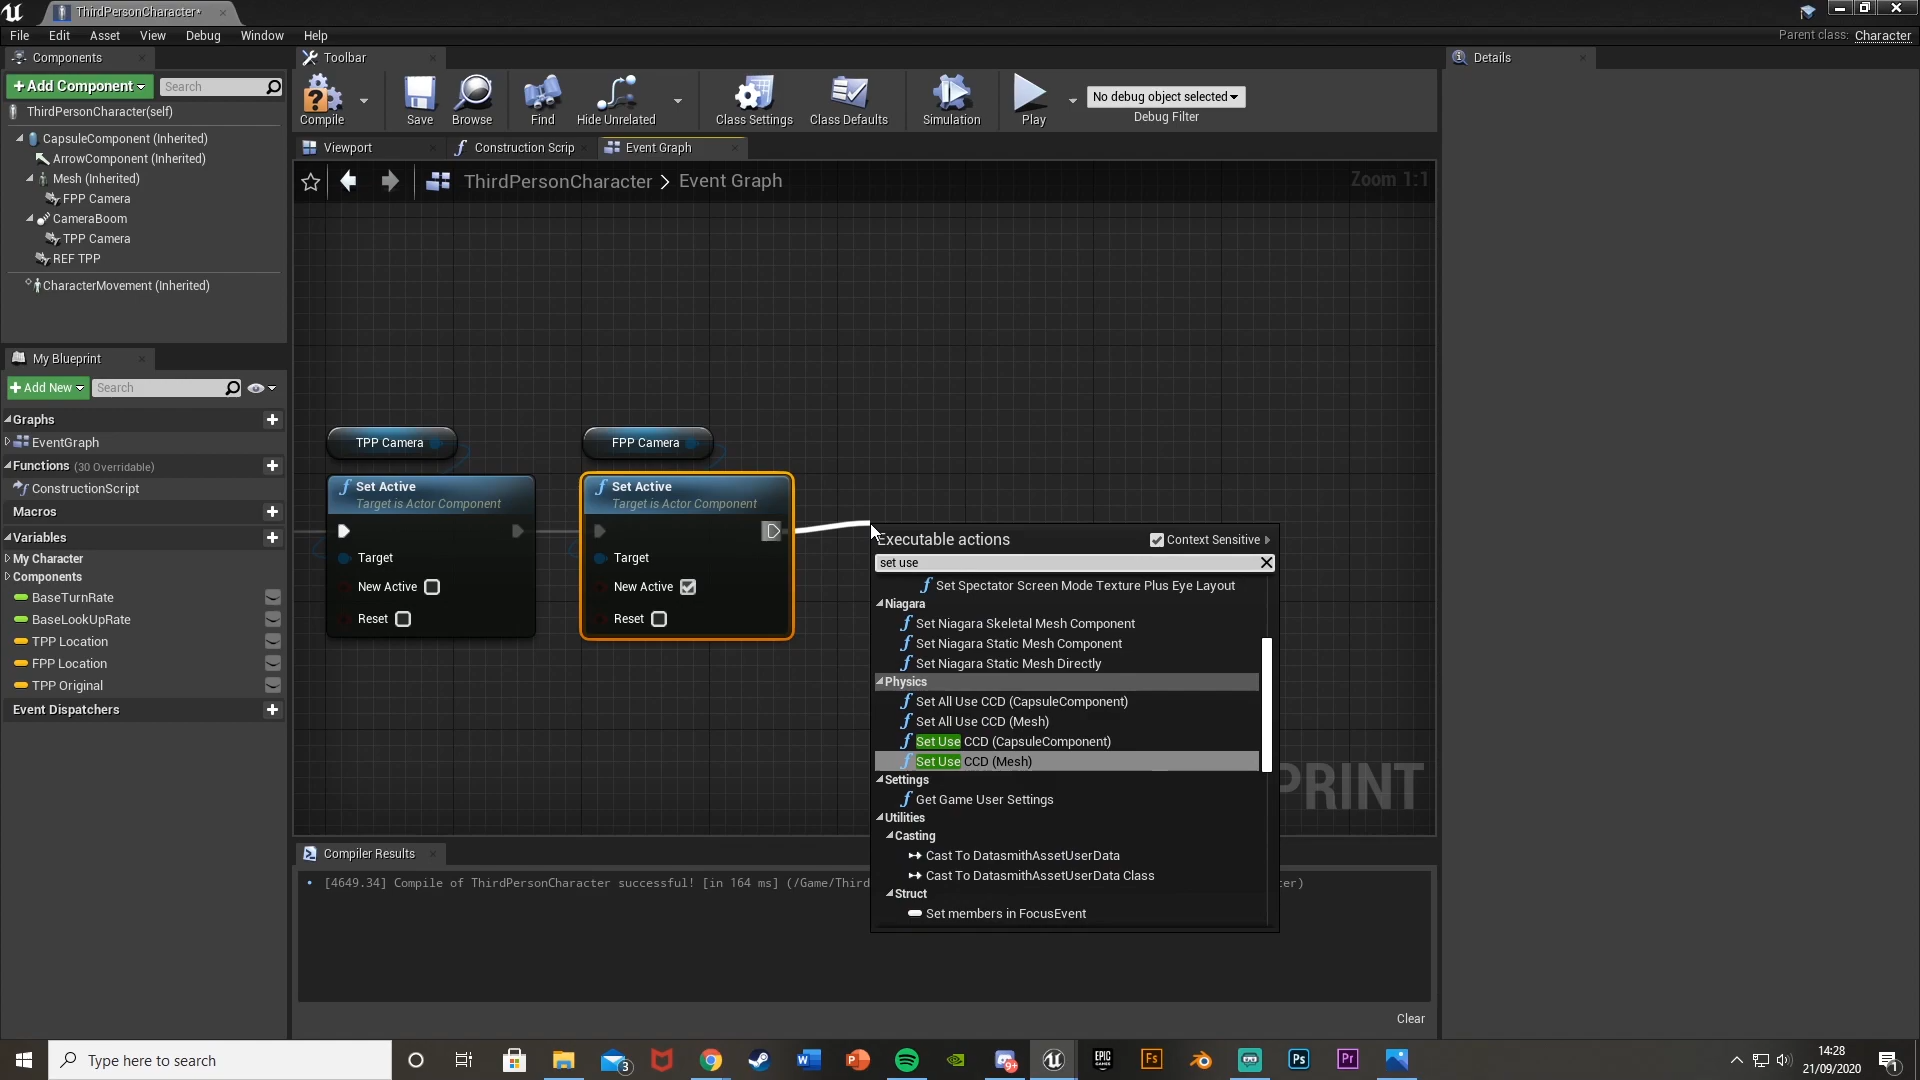 ThirdPersonCharacter*
File Edit Asset View Debug Window Help
Parent class: Character
Components
Toolbar
Details
+Add Component
Search
ThirdPersonCharacter(self)
CapsuleComponent (Inherited)
ArrowComponent (Inherited)
Mesh (Inherited)
FPP Camera
CameraBoom
TPP Camera
REF TPP
CharacterMovement (Inherited)
Compile
Save
Browse
Find
Hide Unrelated
Class Settings
Class Defaults
Simulation
Play
No debug object selected
Debug Filter
Viewport
Construction Scrip
Event Graph
ThirdPersonCharacter > Event Graph
Zoom 1:1
My Blueprint
+Add New
Search
Graphs
EventGraph
Functions (30 Overridable)
ConstructionScript
Macros
Variables
My Character
Components
BaseTurnRate
BaseLookUpRate
TPP Location
FPP Location
TPP Original
Event Dispatchers
TPP Camera
Set Active
Target is Actor Component
Target
New Active
Reset
FPP Camera
Set Active
Target is Actor Component
Target
New Active
Reset
Executable actions
Context Sensitive
set use
Set Spectator Screen Mode Texture Plus Eye Layout
Niagara
Set Niagara Skeletal Mesh Component
Set Niagara Static Mesh Component
Set Niagara Static Mesh Directly
Physics
Set All Use CCD (CapsuleComponent)
Set All Use CCD (Mesh)
Set Use CCD (CapsuleComponent)
Set Use CCD (Mesh)
Settings
Get Game User Settings
Utilities
Casting
Cast To DatasmithAssetUserData
Cast To DatasmithAssetUserData Class
Struct
Set members in FocusEvent
PRINT
Compiler Results
[4649.34] Compile of ThirdPersonCharacter successful! [in 164 ms] (/Game/Third
cter)
Clear
Type here to search
3
W
P
9+
EPIC
GAMES
Fs
Ps
Pr
14:28
21/09/2020
1